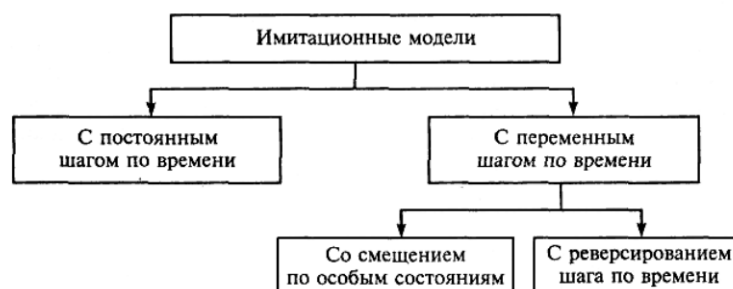 Имитационные модели
С постоянным
шагом по времени
С переменным
шагом по времени
Со смещением
по особым состояниям
С реверсированием
шага по времени